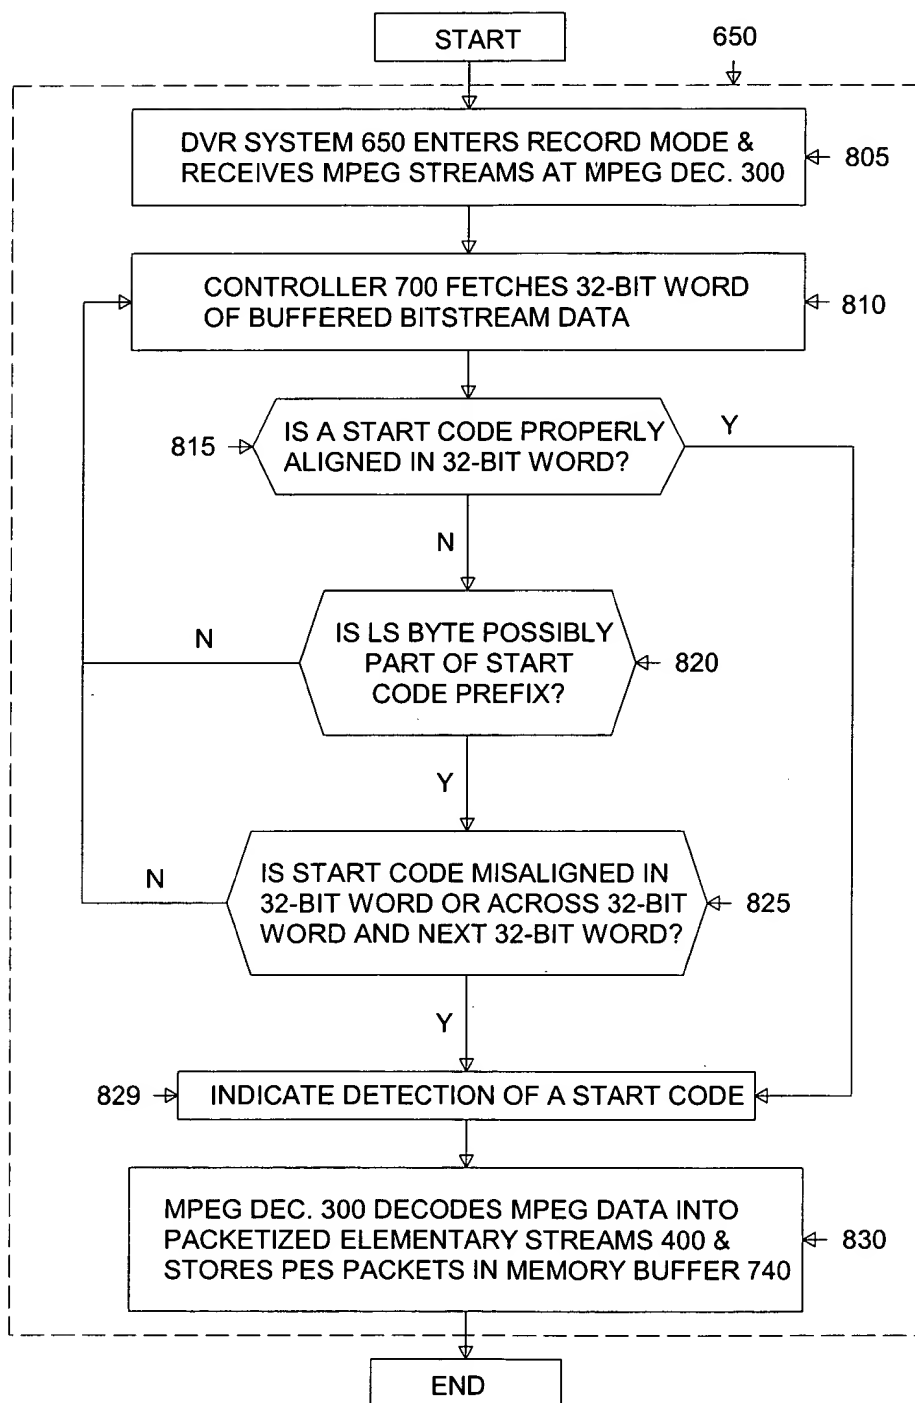 START
650
DVR SYSTEM 650 ENTERS RECORD MODE &
RECEIVES MPEG STREAMS AT MPEG DEC. 300
805
CONTROLLER 700 FETCHES 32-BIT WORD
OF BUFFERED BITSTREAM DATA
810
IS A START CODE PROPERLY
ALIGNED IN 32-BIT WORD?
815
Y
N
IS LS BYTE POSSIBLY
PART OF START
CODE PREFIX?
820
N
Y
IS START CODE MISALIGNED IN
32-BIT WORD OR ACROSS 32-BIT
WORD AND NEXT 32-BIT WORD?
825
N
Y
829
INDICATE DETECTION OF A START CODE
MPEG DEC. 300 DECODES MPEG DATA INTO
PACKETIZED ELEMENTARY STREAMS 400 &
STORES PES PACKETS IN MEMORY BUFFER 740
830
END